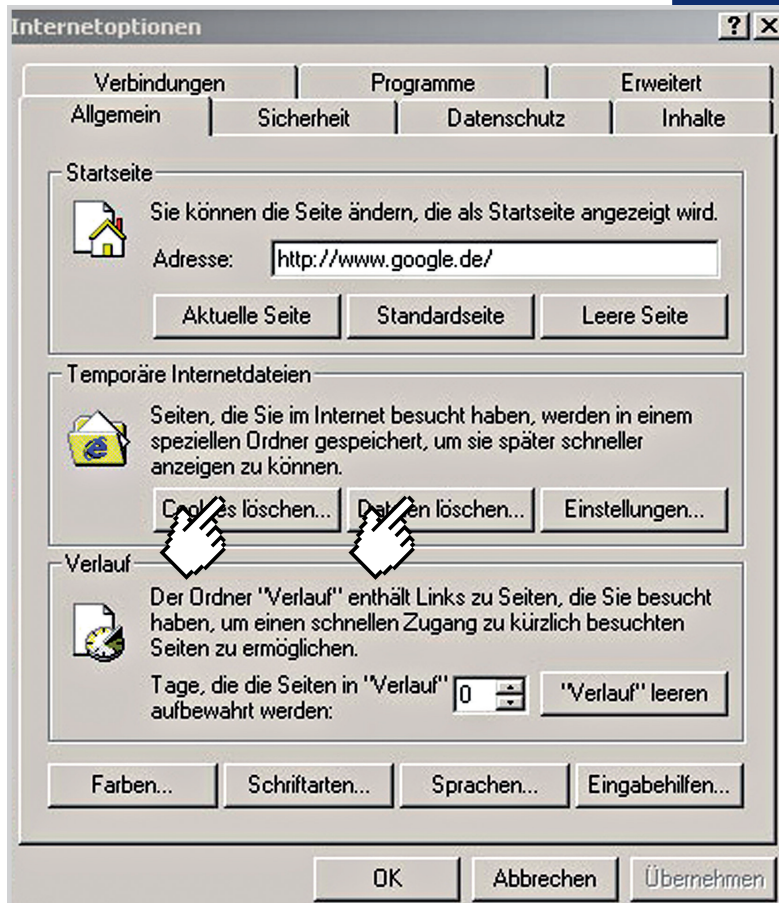 Internetoptionen
Verbindungen Programme Erweitert
Allgemein Sicherheit Datenschutz Inhalte
Startseite
Sie können die Seite ändern, die als Startseite angezeigt wird.
Adresse: http://www.google.de/
Aktuelle Seite Standardseite Leere Seite
Temporäre Internetdateien
Seiten, die Sie im Internet besucht haben, werden in einem
speziellen Ordner gespeichert, um sie später schneller
anzeigen zu können.
Cookies löschen... Dateien löschen... Einstellungen...
Verlauf
Der Ordner "Verlauf" enthält Links zu Seiten, die Sie besucht
haben, um einen schnellen Zugang zu kürzlich besuchten
Seiten zu ermöglichen.
Tage, die die Seiten in "Verlauf" 0 "Verlauf" leeren
aufbewahrt werden:
Farben... Schriftarten... Sprachen... Eingabehilfen...
OK Abbrechen Übernehmen